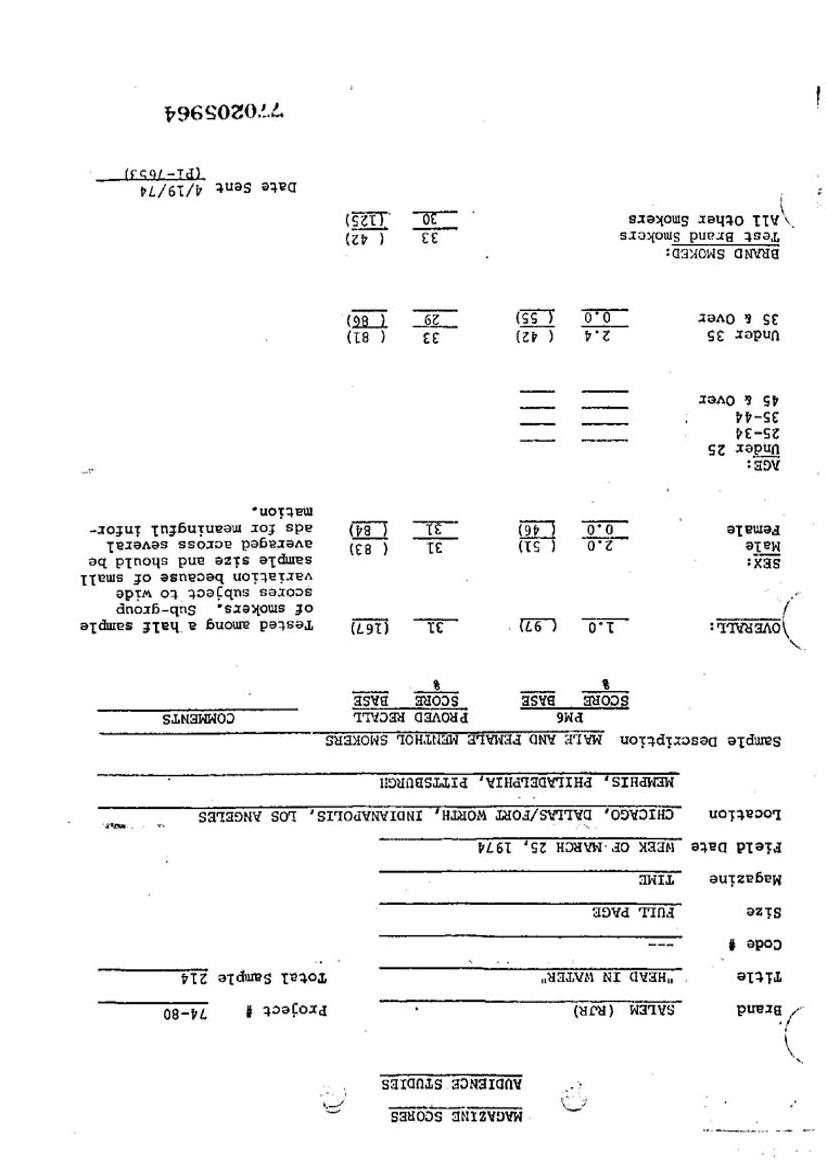 MAGAZINE SCORES
AUDIENCE STUDIES
Brand SALEM (RJR) Project # 74-80
Title "HEAD IN WATER" Total Sample 214
Code # ---
Size FULL PAGE
Magazine TIME
Field Date WEEK OF MARCH 25, 1974
Location CHICAGO, DALLAS/FORT WORTH, INDIANAPOLIS, LOS ANGELES
MEMPHIS, PHILADELPHIA, PITTSBURGH
Sample Description MALE AND FEMALE MENTHOL SMOKERS
PM6 PROVED RECALL COMMENTS
SCORE BASE SCORE BASE
% %
OVERALL: 1.0 ( 97) 31 (167) Tested among a half sample
of smokers. Sub-group
scores subject to wide
variation because of small
SEX: sample size and should be
Male 2.0 ( 51) 31 ( 83) averaged across several
Female 0.0 ( 46) 31 ( 84) ads for meaningful infor-
mation.
AGE:
Under 25
25-34
35-44
45 & Over
Under 35 2.4 ( 42) 33 ( 81)
35 & Over 0.0 ( 55) 29 ( 86)
BRAND SMOKED:
Test Brand Smokers 33 ( 42)
All Other Smokers 30 (125)
Date Sent 4/19/74
(PI-7653)
770205964